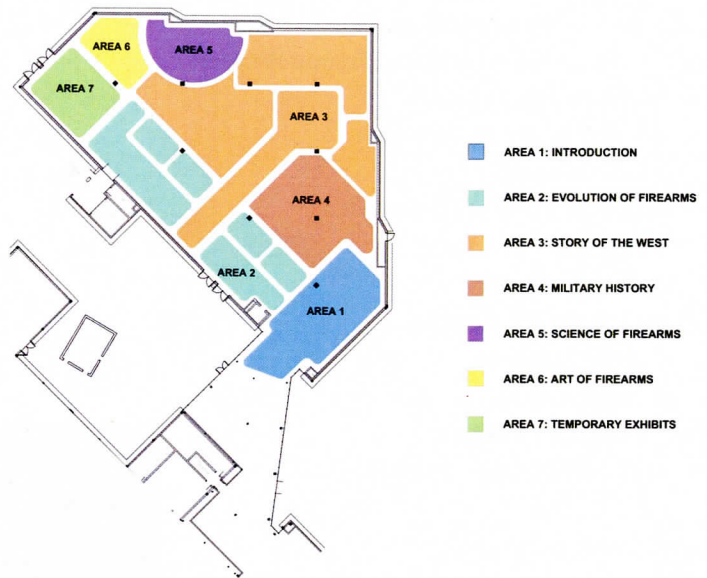 AREA 6
AREA 5
AREA 7
AREA 3
AREA 4
AREA 2
AREA 1
AREA 1: INTRODUCTION
AREA 2: EVOLUTION OF FIREARMS
AREA 3: STORY OF THE WEST
AREA 4: MILITARY HISTORY
AREA 5: SCIENCE OF FIREARMS
AREA 6: ART OF FIREARMS
AREA 7: TEMPORARY EXHIBITS